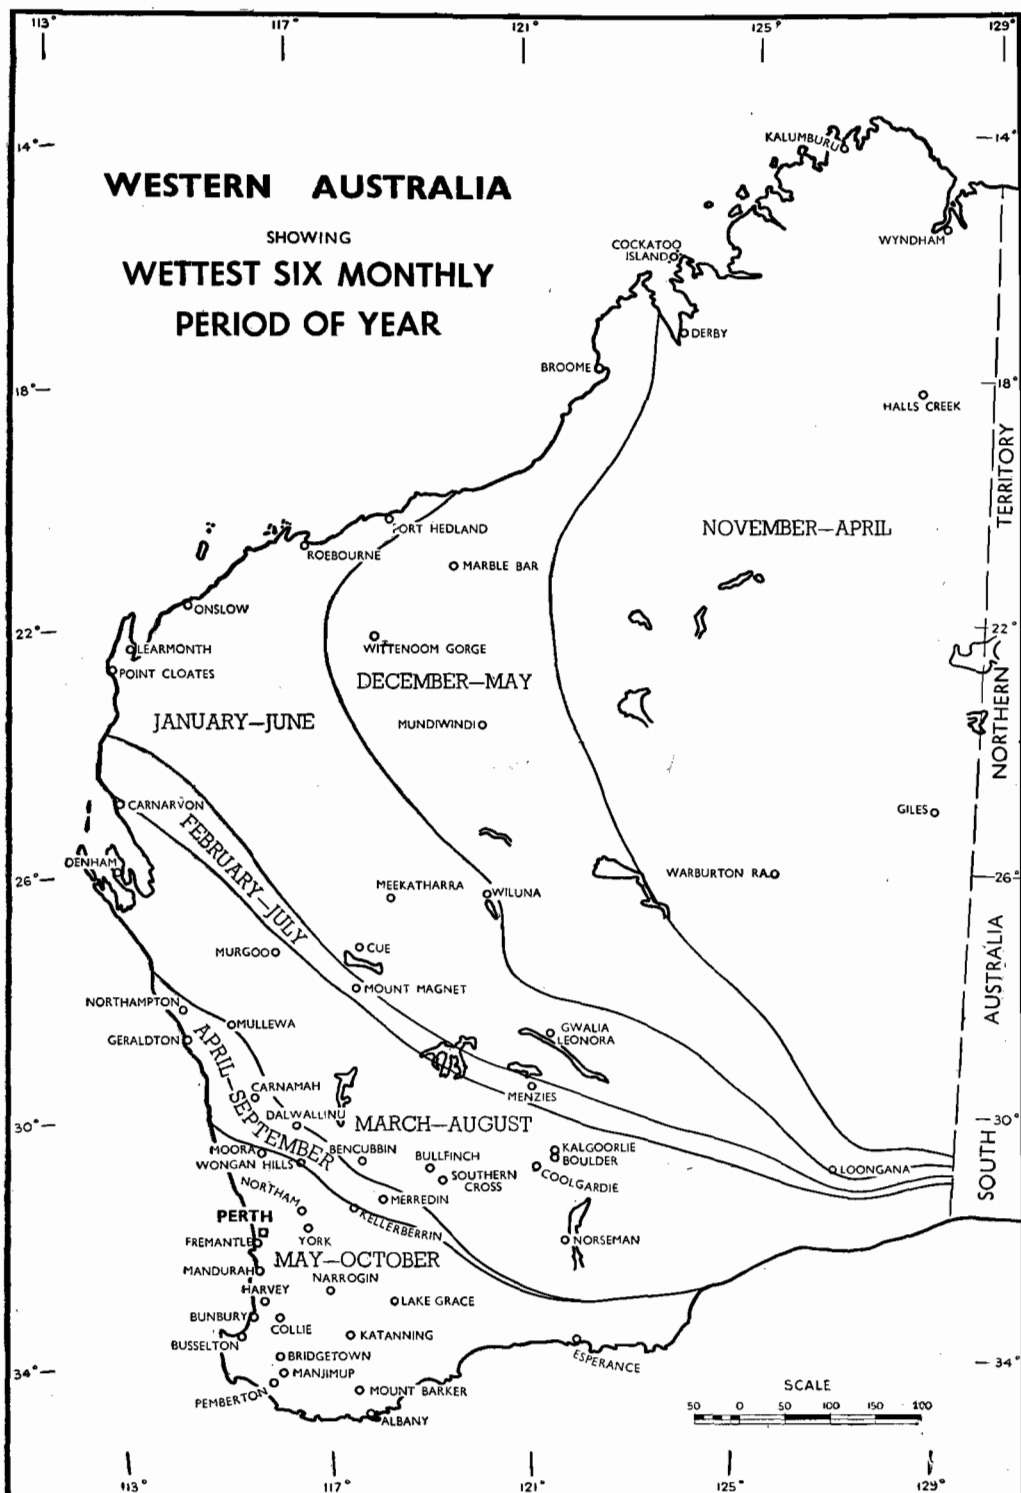 113°
117°
121°
125°
129°
14°
14°
WESTERN AUSTRALIA
SHOWING
WETTEST SIX MONTHLY
PERIOD OF YEAR
KALUMBURU
WYNDHAM
COCKATOO
ISLAND
DERBY
BROOME
18°
18°
HALLS CREEK
TERRITORY
NOVEMBER—APRIL
ORT HEDLAND
ROEBOURNE
MARBLE BAR
ONSLOW
22°
22°
LEARMONTH
WITTENOOM GORGE
POINT CLOATES
DECEMBER—MAY
JANUARY—JUNE
MUNDIWINDI
NORTHERN
CARNARVON
GILES
FEBRUARY—JULY
DENHAM
26°
26°
MEEKATHARRA
WILUNA
WARBURTON RA
MURGOO
CUE
MOUNT MAGNET
AUSTRALIA
NORTHAMPTON
MULLEWA
GERALDTON
GWALIA
LEONORA
APRIL—SEPTEMBER
CARNAMAH
MENZIES
DALWALLINU
30°
30°
MARCH—AUGUST
MOORA
WONGAN HILLS
BENCUBBIN
BULLFINCH
KALGOORLIE
BOULDER
COOLGARDIE
SOUTHERN
CROSS
LOONGANA
SOUTH
NORTHAM
MERREDIN
KELLERBERRIN
PERTH
YORK
FREMANTLE
NORSEMAN
MAY—OCTOBER
MANDURAH
NARROGIN
HARVEY
LAKE GRACE
BUNBURY
COLLIE
KATANNING
BUSSELTON
BRIDGETOWN
ESPERANCE
34°
34°
MANJIMUP
PEMBERTON
MOUNT BARKER
ALBANY
SCALE
50 0 50 100 150 200
113°
117°
121°
125°
129°